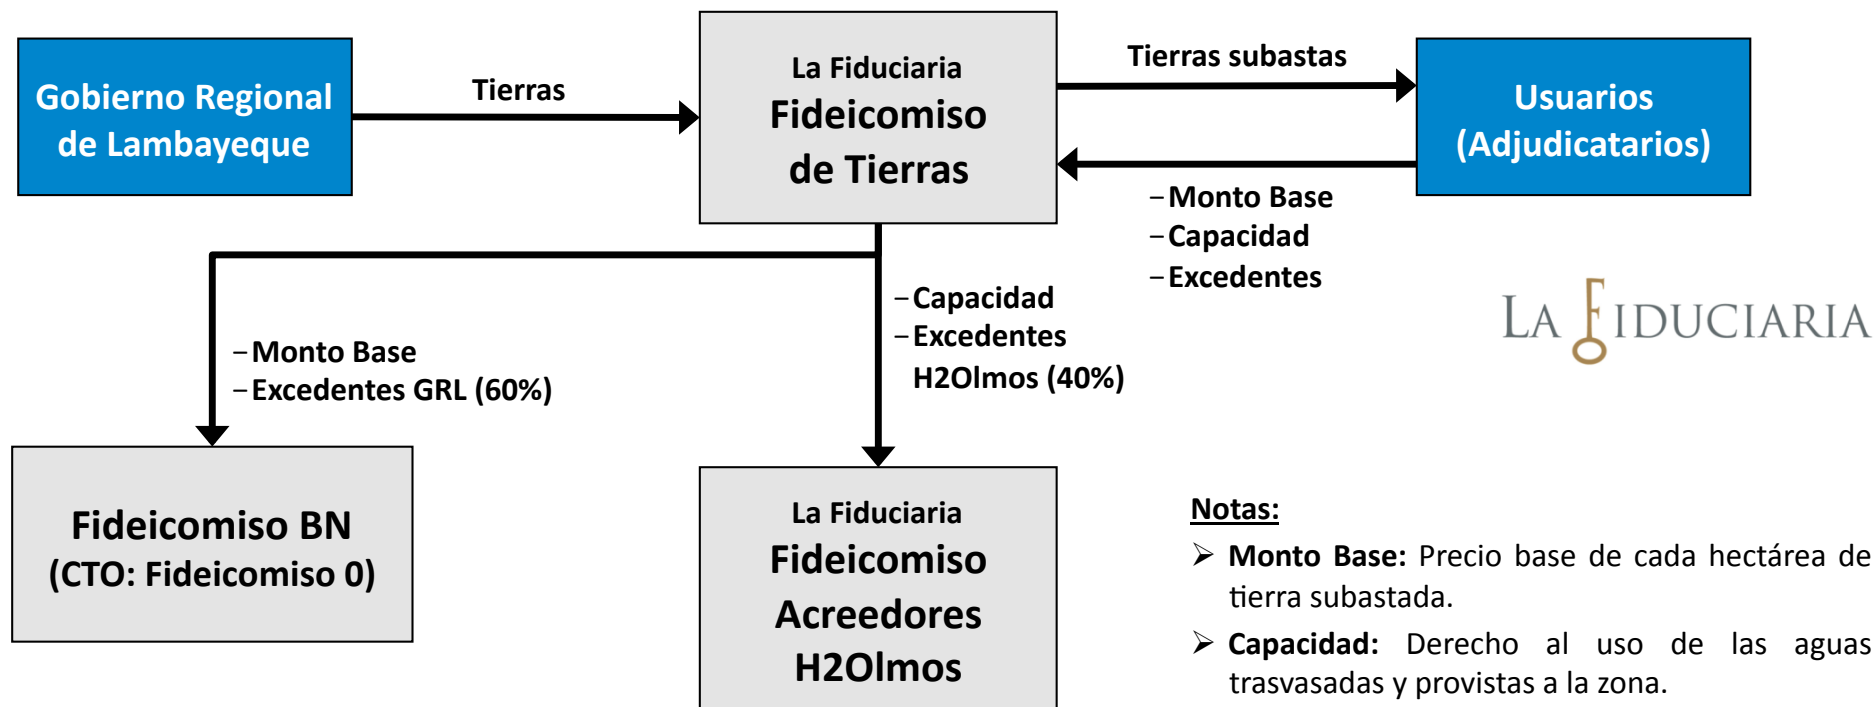 Gobierno Regional
de Lambayeque
Tierras
La Fiduciaria
Fideicomiso
de Tierras
Tierras subastas
Usuarios
(Adjudicatarios)
–Monto Base
–Capacidad
–Excedentes
–Monto Base
–Excedentes GRL (60%)
–Capacidad
–Excedentes
H2Olmos (40%)
LA FIDUCIARIA
Fideicomiso BN
(CTO: Fideicomiso 0)
La Fiduciaria
Fideicomiso
Acreedores
H2Olmos
Notas:
➢ Monto Base: Precio base de cada hectárea de
tierra subastada.
➢ Capacidad: Derecho al uso de las aguas
trasvasadas y provistas a la zona.